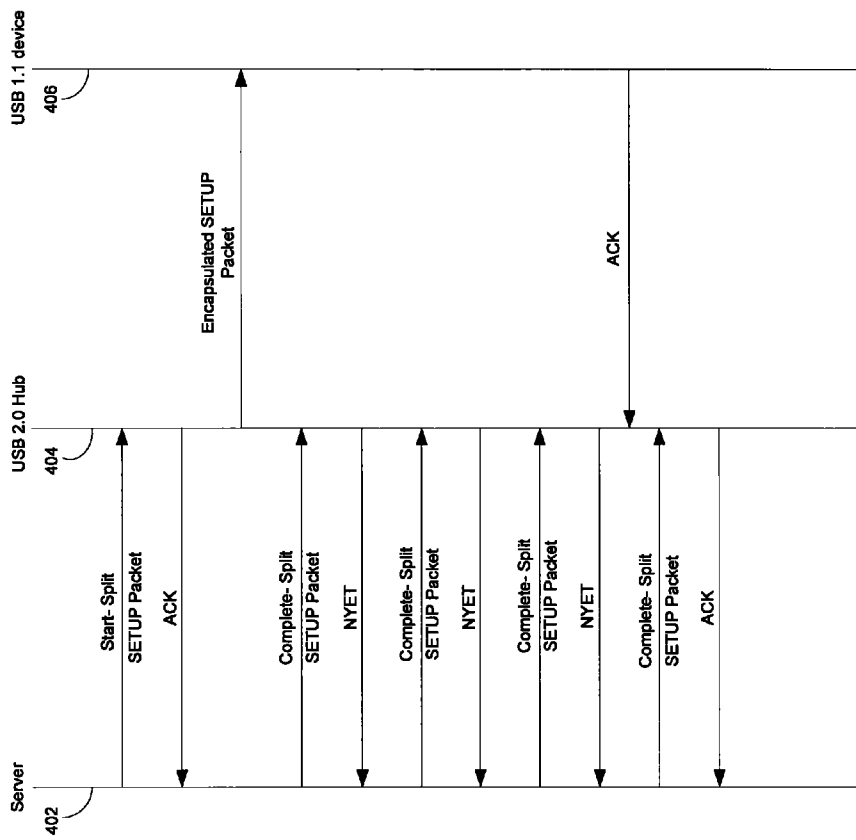 Server
USB 2.0 Hub
USB 1.1 device
402
404
406
Start- Split
SETUP Packet
ACK
Encapsulated SETUP
Packet
Complete- Split
SETUP Packet
NYET
Complete- Split
SETUP Packet
NYET
Complete- Split
SETUP Packet
NYET
ACK
Complete- Split
SETUP Packet
ACK